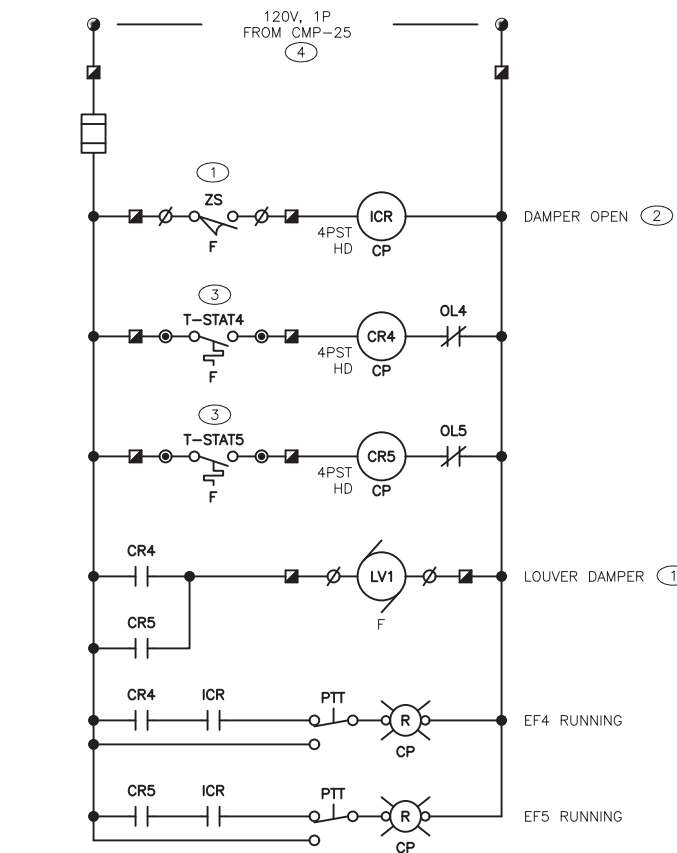 120V, 1P
FROM CMP-25
4
1
ZS
F
4PST
HD
ICR
CP
DAMPER OPEN 2
3
T-STAT4
F
4PST
HD
CR4
CP
OL4
3
T-STAT5
F
4PST
HD
CR5
CP
OL5
CR4
LV1
F
LOUVER DAMPER 1
CR5
CR4 ICR PTT
R
CP
EF4 RUNNING
CR5 ICR PTT
R
CP
EF5 RUNNING